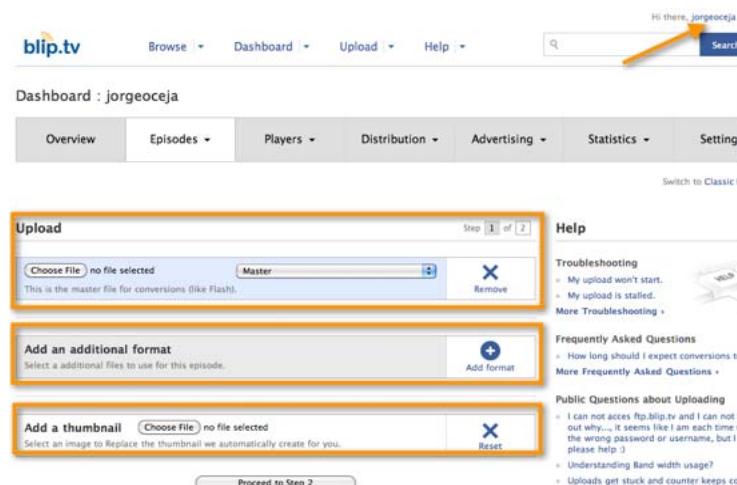 Hi there, jorgeoceja
blip.tv Browse Dashboard Upload Help Search
Dashboard : jorgeoceja
Overview Episodes Players Distribution Advertising Statistics Setting
Switch to Classic
Upload Step 1 of 2
Choose File no file selected Master
This is the master file for conversions (like Flash).
Remove
Add an additional format
Select a additional files to use for this episode.
Add format
Add a thumbnail Choose File no file selected
Select an image to Replace the thumbnail we automatically create for you.
Reset
Proceed to Step 2
Help
Troubleshooting
My upload won't start.
My upload is stalled.
More Troubleshooting ›
HELP
Frequently Asked Questions
How long should I expect conversions t
More Frequently Asked Questions ›
Public Questions about Uploading
I can not acces ftp.blip.tv and I can not
out why..., it seems like I am each time
the wrong password or username, but I
please help :)
Understanding Band width usage?
Uploads get stuck and counter keeps co